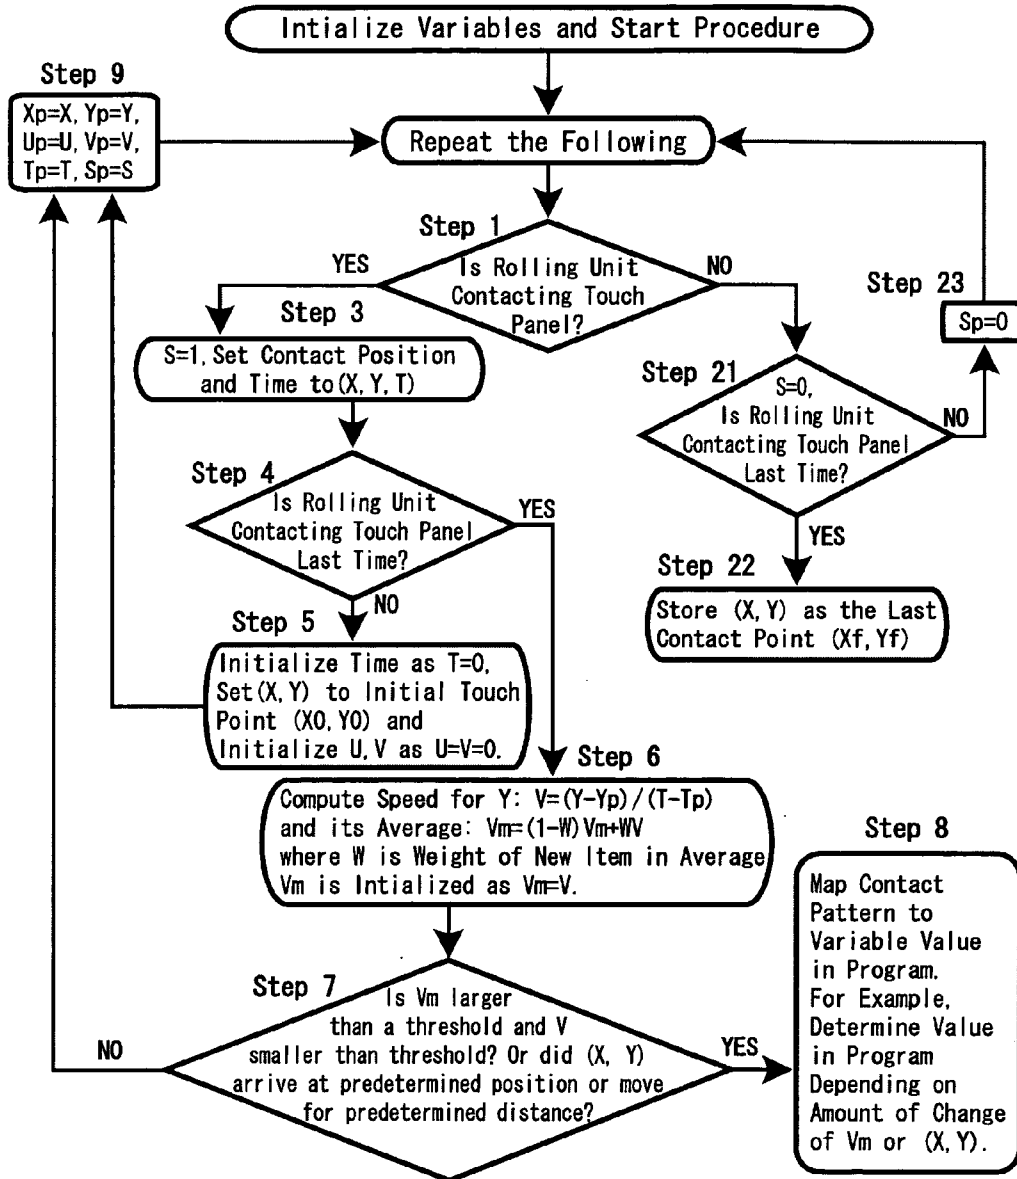 Intialize Variables and Start Procedure
Step 9
Xp=X, Yp=Y,
Up=U, Vp=V,
Tp=T, Sp=S
Repeat the Following
Step 1
YES
Is Rolling Unit
Contacting Touch
Panel?
NO
Step 23
Sp=0
Step 3
S=1, Set Contact Position
and Time to (X, Y, T)
Step 21
S=0,
Is Rolling Unit
Contacting Touch Panel
Last Time?
NO
YES
Step 4
Is Rolling Unit
Contacting Touch Panel
Last Time?
YES
NO
Step 22
Store (X, Y) as the Last
Contact Point (Xf, Yf)
Step 5
Initialize Time as T=0,
Set(X, Y) to Initial Touch
Point (X0, Y0) and
Initialize U, V as U=V=0.
Step 6
Compute Speed for Y: V=(Y-Yp)/(T-Tp)
and its Average: Vm=(1-W)Vm+WV
where W is Weight of New Item in Average
Vm is Intialized as Vm=V.
Step 7
Is Vm larger
than a threshold and V
smaller than threshold? Or did (X, Y)
arrive at predetermined position or move
for predetermined distance?
NO
YES
Step 8
Map Contact
Pattern to
Variable Value
in Program.
For Example,
Determine Value
in Program
Depending on
Amount of Change
of Vm or (X, Y).